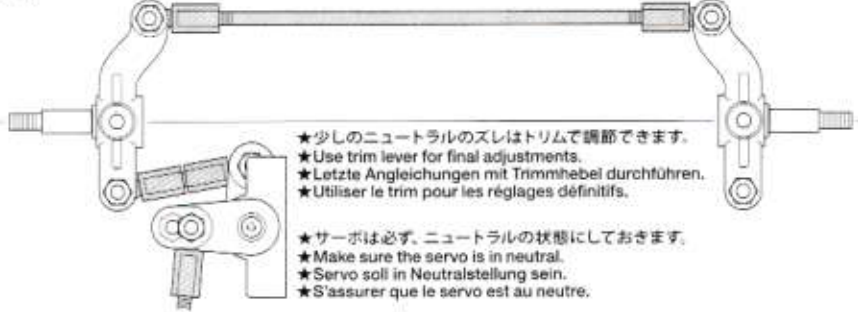 ★少しのニュートラルのズレはトリムで調節できます。
★Use trim lever for final adjustments.
★Letzte Angleichungen mit Trimmhebel durchführen.
★Utiliser le trim pour les réglages définitifs.
★サーボは必ず、ニュートラルの状態にしておきます。
★Make sure the servo is in neutral.
★Servo soll in Neutralstellung sein.
★S'assurer que le servo est au neutre.